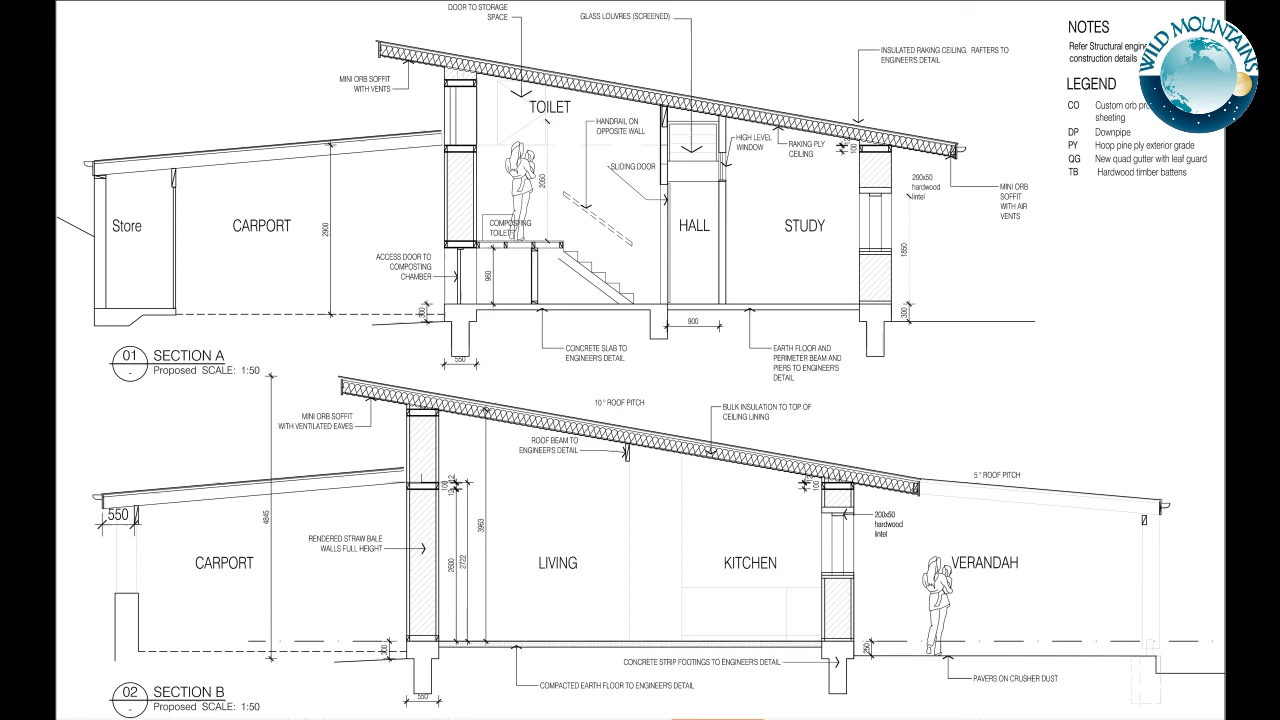 DOOR TO STORAGE
SPACE
GLASS LOUVRES (SCREENED)
INSULATED RAKING CEILING. RAFTERS TO
ENGINEER'S DETAIL
NOTES
Refer Structural
construction details
WILD MOUNTAINS
LEGEND
CO Custom orb
sheeting
DP Downpipe
PY Hoop pine ply exterior grade
QG New quad gutter with leaf guard
TB Hardwood timber battens
MINI ORB SOFFIT
WITH VENTS
TOILET
HANDRAIL ON
OPPOSITE WALL
SLIDING DOOR
HIGH LEVEL
WINDOW
RAKING PLY
CEILING
100
200x50
hardwood
lintel
MINI ORB
SOFFIT
WITH AIR
VENTS
2050
Store
CARPORT
2900
COMPOSTING
TOILET
HALL
STUDY
1850
ACCESS DOOR TO
COMPOSTING
CHAMBER
960
300
300
900
550
CONCRETE SLAB TO
ENGINEER'S DETAIL
EARTH FLOOR AND
PERIMETER BEAM AND
PIERS TO ENGINEER'S
DETAIL
01 SECTION A
- Proposed SCALE: 1:50
10 ° ROOF PITCH
BULK INSULATION TO TOP OF
CEILING LINING
MINI ORB SOFFIT
WITH VENTILATED EAVES
ROOF BEAM TO
ENGINEER'S DETAIL
5 ° ROOF PITCH
100
100
550
4845
3963
200x50
hardwood
lintel
RENDERED STRAW BALE
WALLS FULL HEIGHT
CARPORT
2600
2722
LIVING
KITCHEN
VERANDAH
300
250
CONCRETE STRIP FOOTINGS TO ENGINEER'S DETAIL
PAVERS ON CRUSHER DUST
COMPACTED EARTH FLOOR TO ENGINEER'S DETAIL
550
02 SECTION B
- Proposed SCALE: 1:50